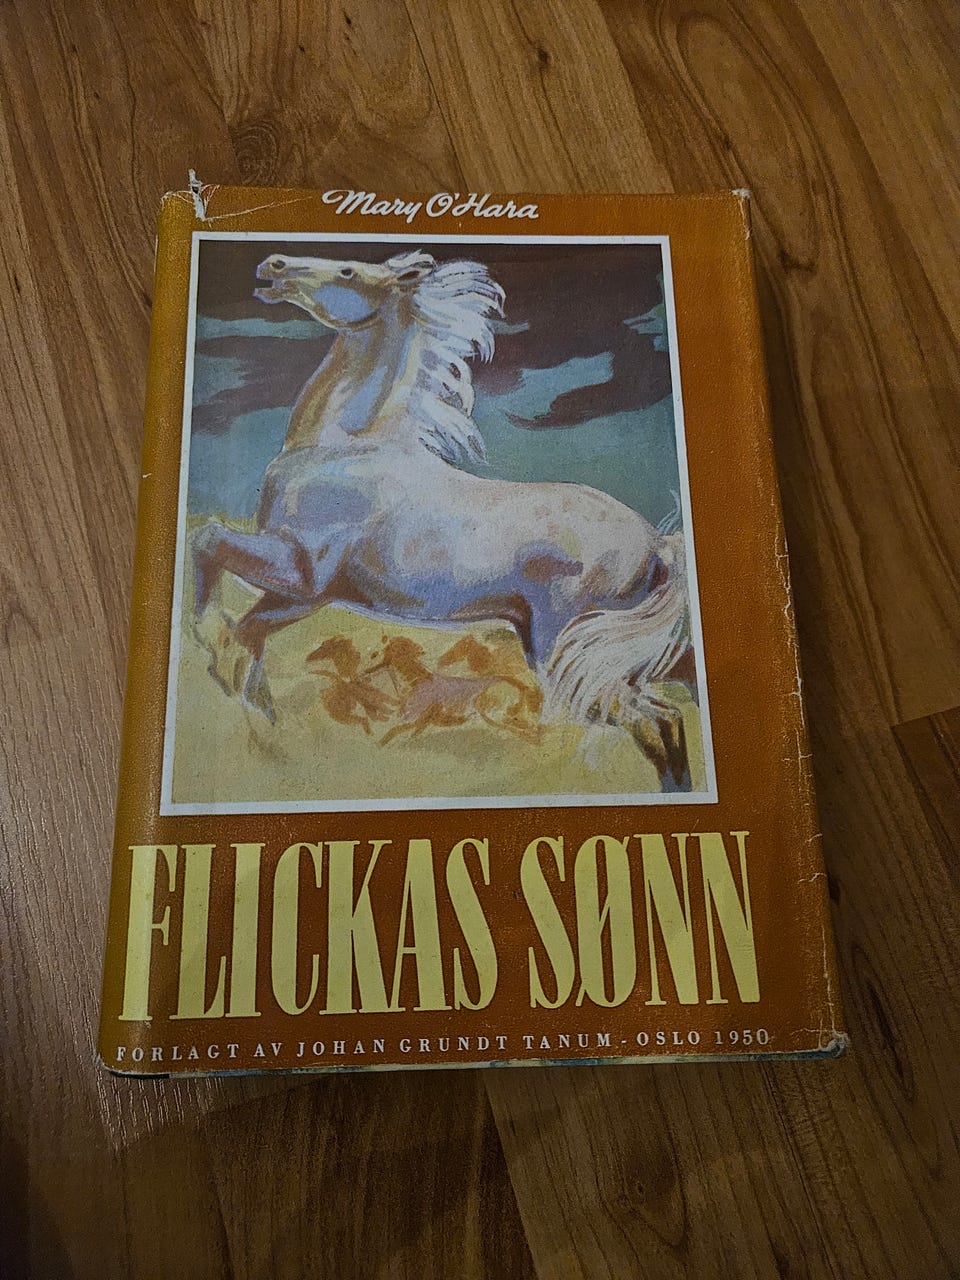 Mary O'Hara
FLICKAS SØNN
FORLAGT AV JOHAN GRUNDT TANUM - OSLO 1950